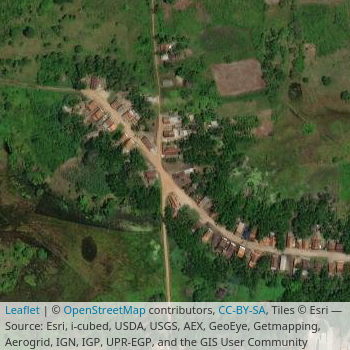 Leaflet | © OpenStreetMap contributors, CC-BY-SA, Tiles © Esri —
Source: Esri, i-cubed, USDA, USGS, AEX, GeoEye, Getmapping,
Aerogrid, IGN, IGP, UPR-EGP, and the GIS User Community